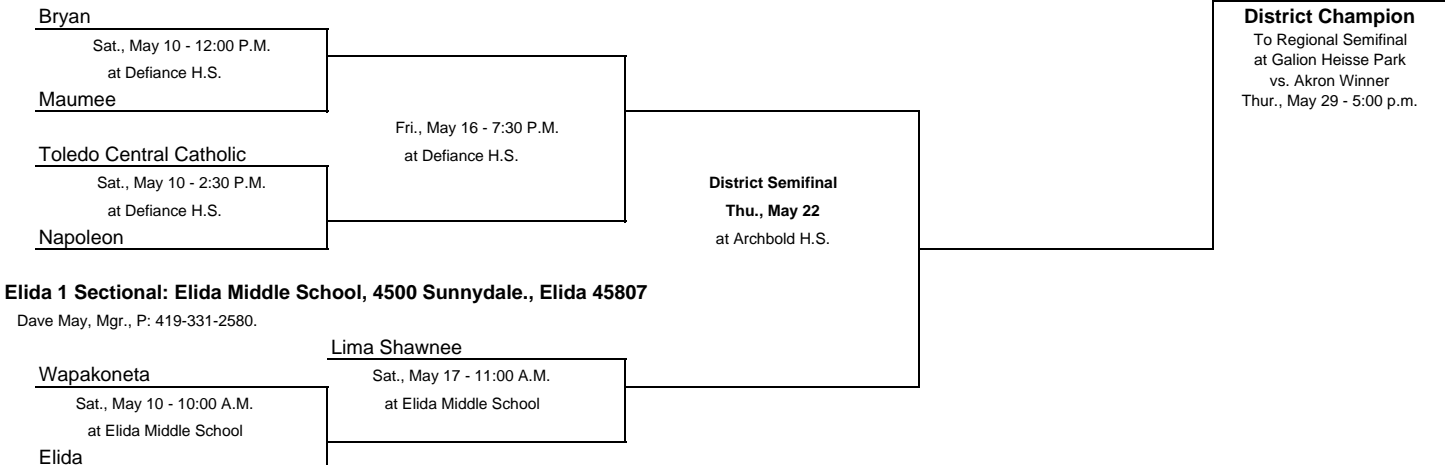 Bryan
Sat., May 10 - 12:00 P.M.
at Defiance H.S.
Maumee
Fri., May 16 - 7:30 P.M.
at Defiance H.S.
Toledo Central Catholic
Sat., May 10 - 2:30 P.M.
at Defiance H.S.
Napoleon
District Semifinal
Thu., May 22
at Archbold H.S.
District Champion
To Regional Semifinal
at Galion Heisse Park
vs. Akron Winner
Thur., May 29 - 5:00 p.m.
Elida 1 Sectional: Elida Middle School, 4500 Sunnydale., Elida 45807
Dave May, Mgr., P: 419-331-2580.
Lima Shawnee
Wapakoneta
Sat., May 17 - 11:00 A.M.
at Elida Middle School
Sat., May 10 - 10:00 A.M.
at Elida Middle School
Elida